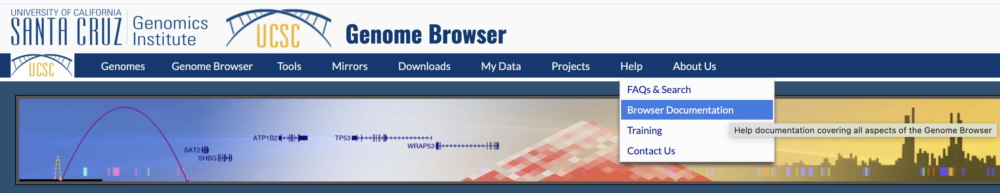 UNIVERSITY OF CALIFORNIA
SANTA CRUZ
Genomics
Institute
UCSC
Genome Browser
UCSC
Genomes Genome Browser Tools Mirrors Downloads My Data Projects Help About Us
FAQs & Search
Browser Documentation
Training
Help documentation covering all aspects of the Genome Browser
Contact Us
ATP1B2
TP53
WRAP53
SAT2
SHBG